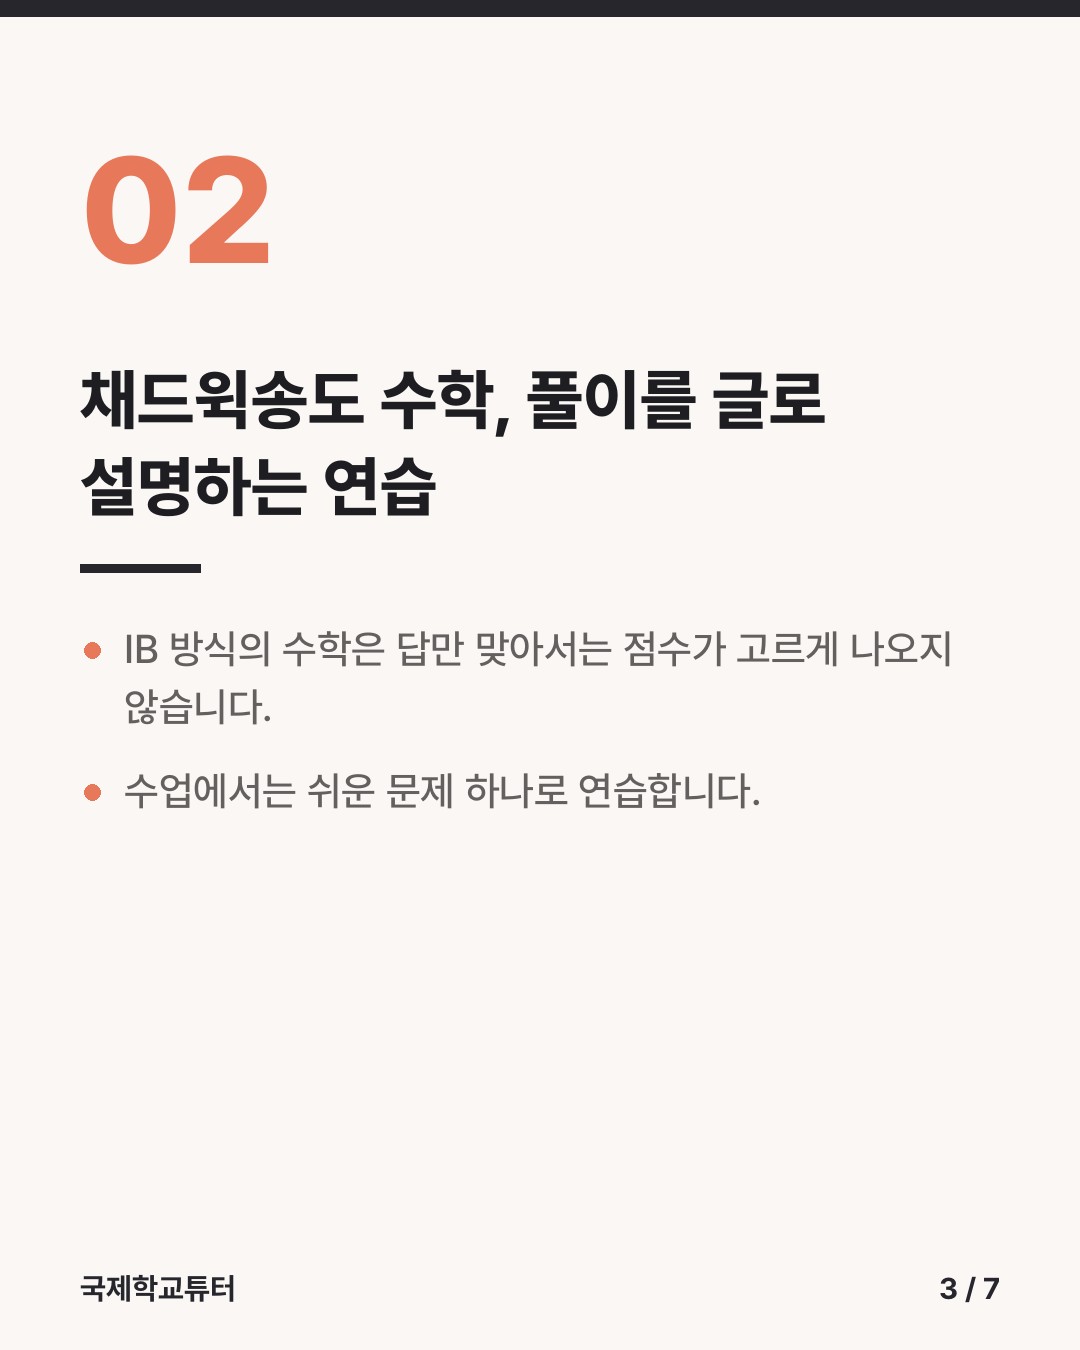 02
채드윅송도 수학, 풀이를 글로
설명하는 연습
IB 방식의 수학은 답만 맞아서는 점수가 고르게 나오지
않습니다.
수업에서는 쉬운 문제 하나로 연습합니다.
국제학교튜터
3 / 7